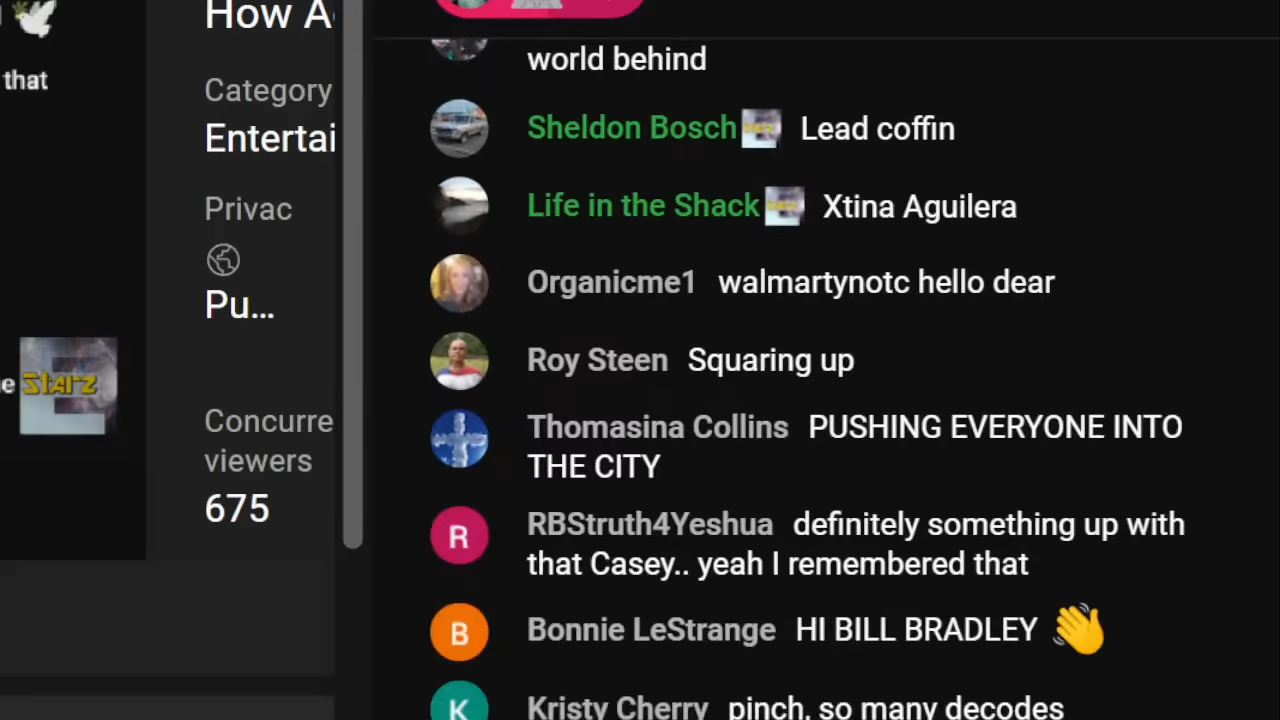 that
starz
How A
Category
Entertai
Privac
Pu...
Concurre
viewers
675
world behind
Sheldon Bosch Lead coffin
Life in the Shack Xtina Aguilera
Organicme1 walmartynotc hello dear
Roy Steen Squaring up
Thomasina Collins PUSHING EVERYONE INTO
THE CITY
R
RBStruth4Yeshua definitely something up with
that Casey.. yeah I remembered that
B
Bonnie LeStrange HI BILL BRADLEY 👋
K
Kristy Cherry pinch, so many decodes